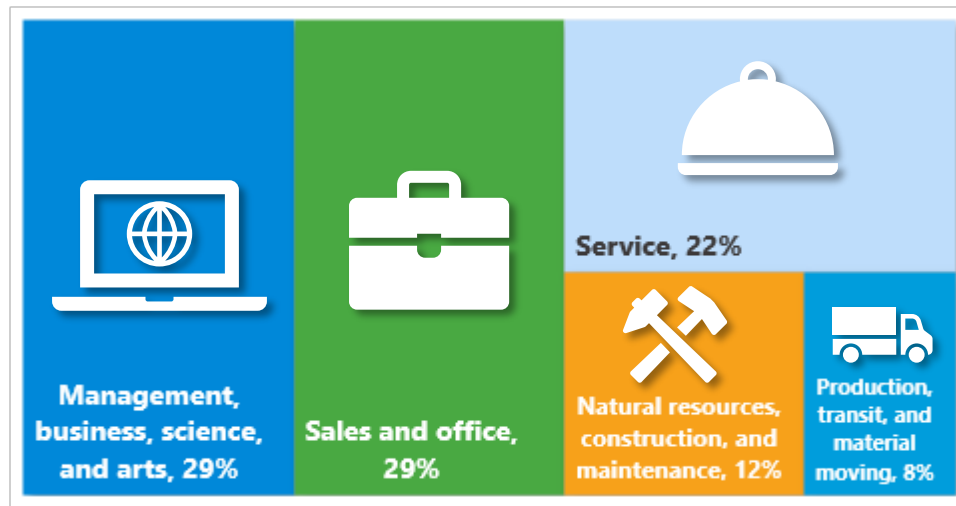 Management,
business, science,
and arts, 29%
Sales and office,
29%
Service, 22%
Natural resources,
construction, and
maintenance, 12%
Production,
transit, and
material
moving, 8%